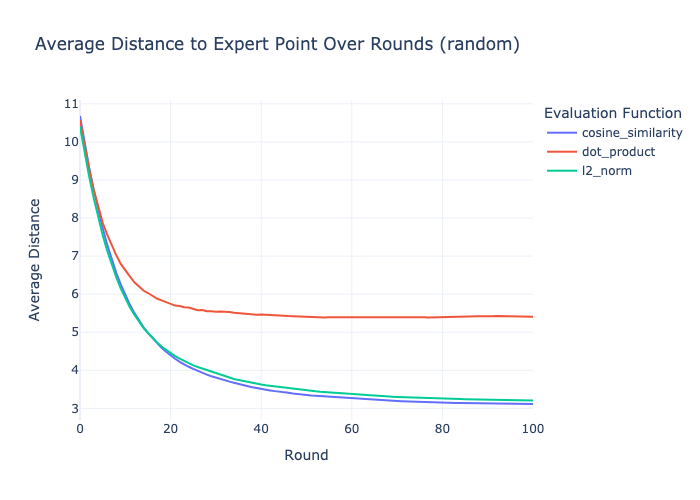 Average Distance to Expert Point Over Rounds (random)
Evaluation Function
cosine_similarity
dot_product
l2_norm
Average Distance
11
10
9
8
7
6
5
4
3
0 20 40 60 80 100
Round